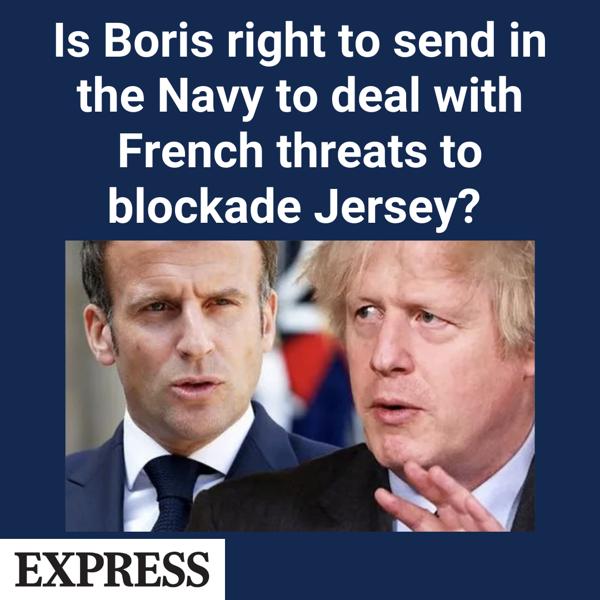 Is Boris right to send in
the Navy to deal with
French threats to
blockade Jersey?
EXPRESS